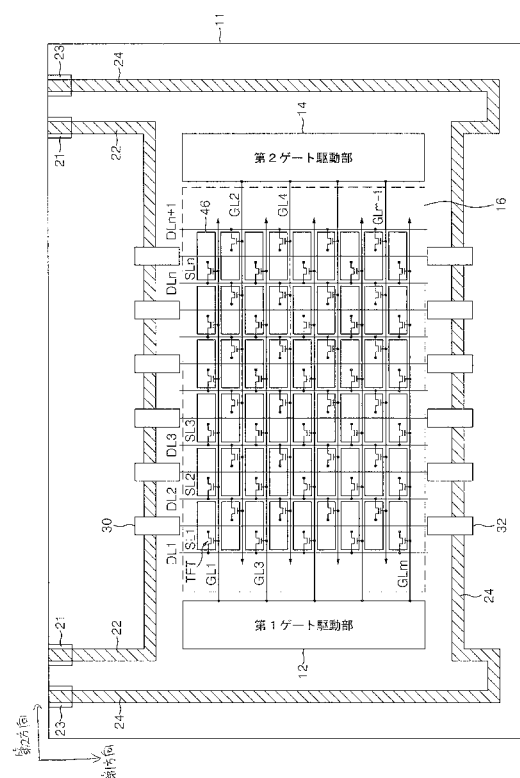 11
23
24
21
22
14
第2ゲート駆動部
16
DLn+1
46
GL2
GL4
GLm-1
DLn
SLn
DL3
SL3
DL2
SL2
30
DL1
SL1
TFT
GL1
GL3
GLm
32
24
21
22
第1ゲート駆動部
12
23
24
第2方向
第1方向